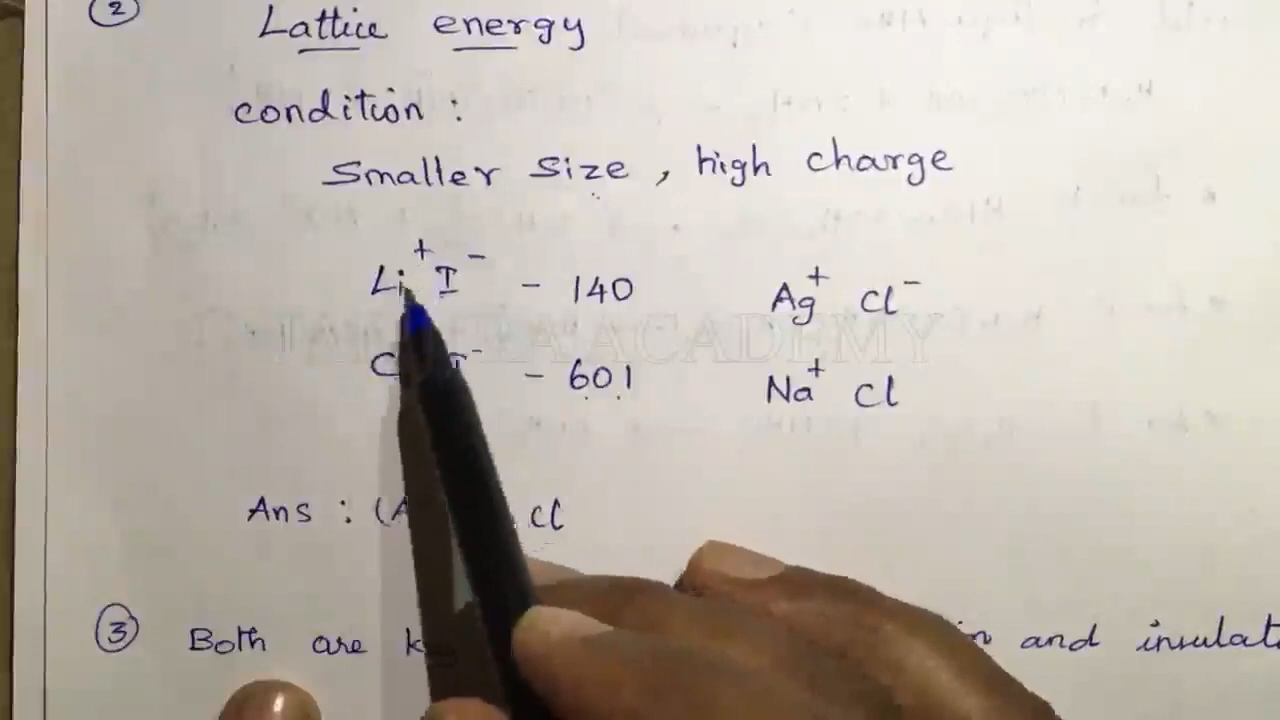 ② Lattice energy
condition :
Smaller size , high charge
Li⁺ I⁻ - 140 Ag⁺ Cl⁻
- 601 Na⁺ Cl
ACADEMY
Ans : (A cl
③ Both are and